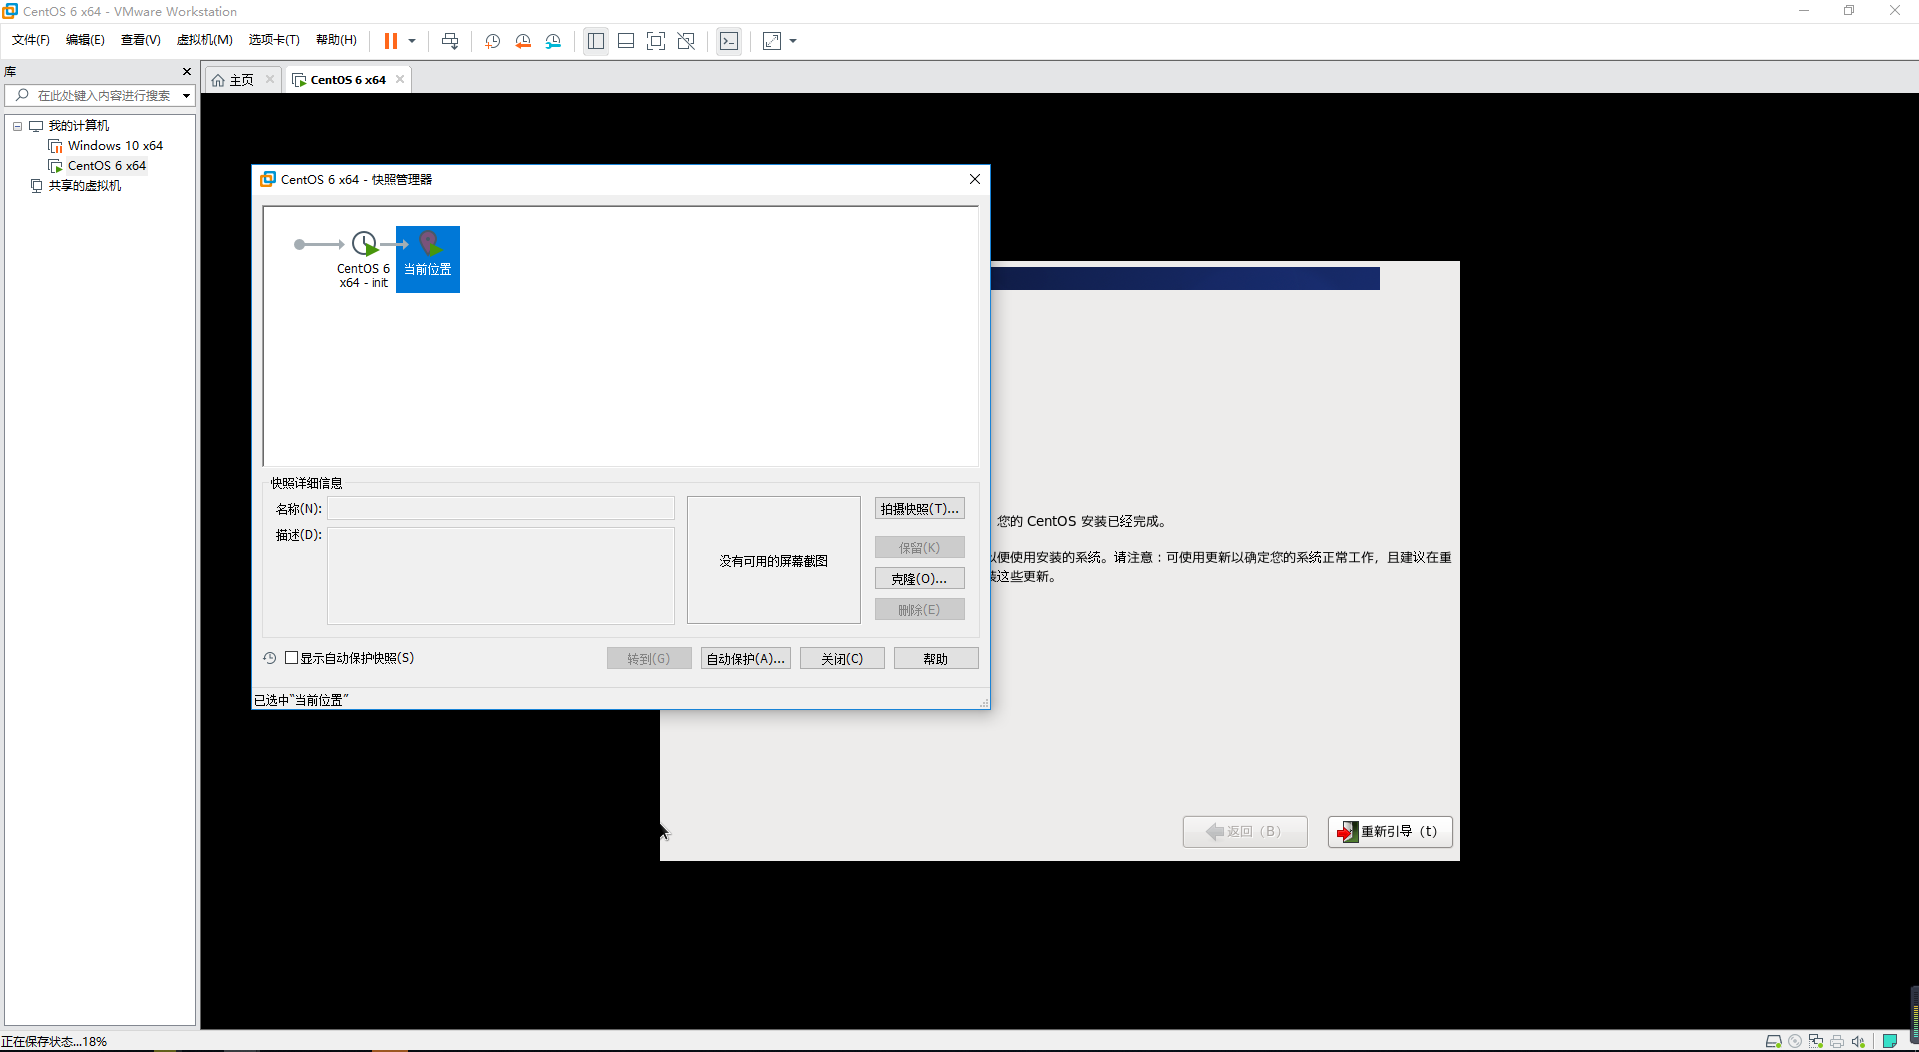 CentOS 6 x64 - VMware Workstation
文件(F) 编辑(E) 查看(V) 虚拟机(M) 选项卡(T) 帮助(H)
库
主页
CentOS 6 x64
在此处键入内容进行搜索
我的计算机
Windows 10 x64
CentOS 6 x64
共享的虚拟机
CentOS 6 x64 - 快照管理器
CentOS 6
x64 - init
当前位置
快照详细信息
名称(N):
描述(D):
没有可用的屏幕截图
拍摄快照(T)...
保留(K)
克隆(O)...
删除(E)
显示自动保护快照(S)
转到(G)
自动保护(A)...
关闭(C)
帮助
已选中"当前位置"
您的 CentOS 安装已经完成。
以便使用安装的系统。请注意：可使用更新以确定您的系统正常工作，且建议在重
装这些更新。
返回（B）
重新引导（t）
正在保存状态...18%